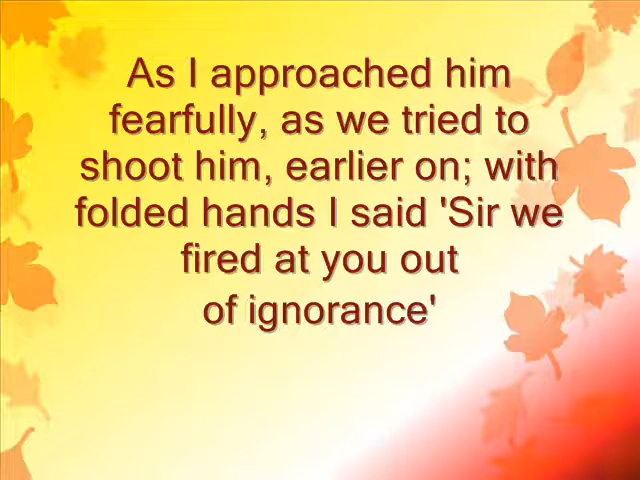 As I approached him
fearfully, as we tried to
shoot him, earlier on; with
folded hands I said 'Sir we
fired at you out
of ignorance'